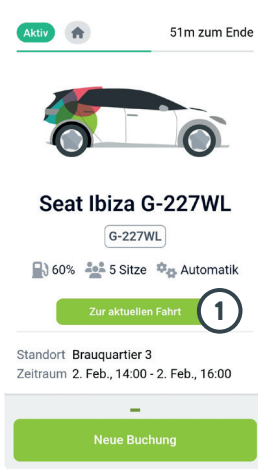 Aktiv 51m zum Ende
Seat Ibiza G-227WL
G-227WL
60% 5 Sitze Automatik
Zur aktuellen Fahrt 1
Standort Brauquartier 3
Zeitraum 2. Feb., 14:00 - 2. Feb., 16:00
Neue Buchung